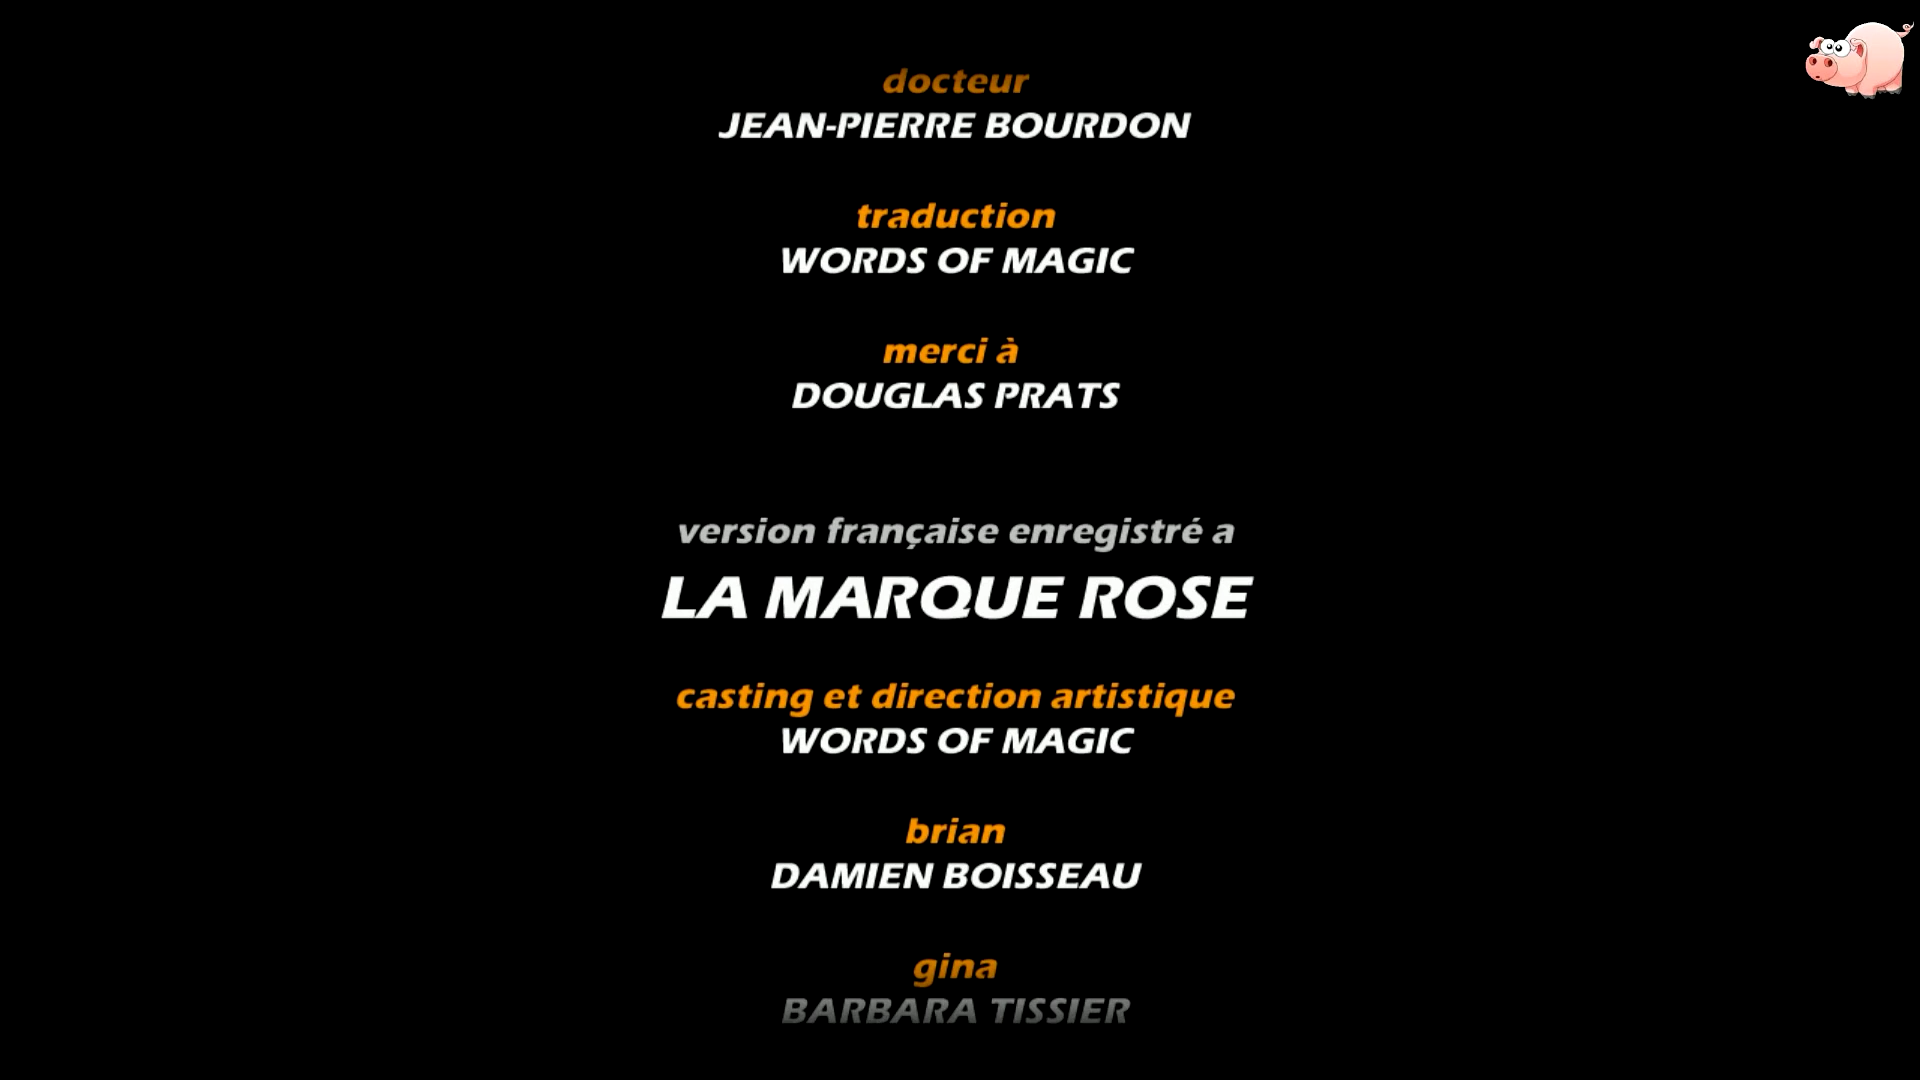 docteur
JEAN-PIERRE BOURDON
traduction
WORDS OF MAGIC
merci à
DOUGLAS PRATS
version française enregistré a
LA MARQUE ROSE
casting et direction artistique
WORDS OF MAGIC
brian
DAMIEN BOISSEAU
gina
BARBARA TISSIER